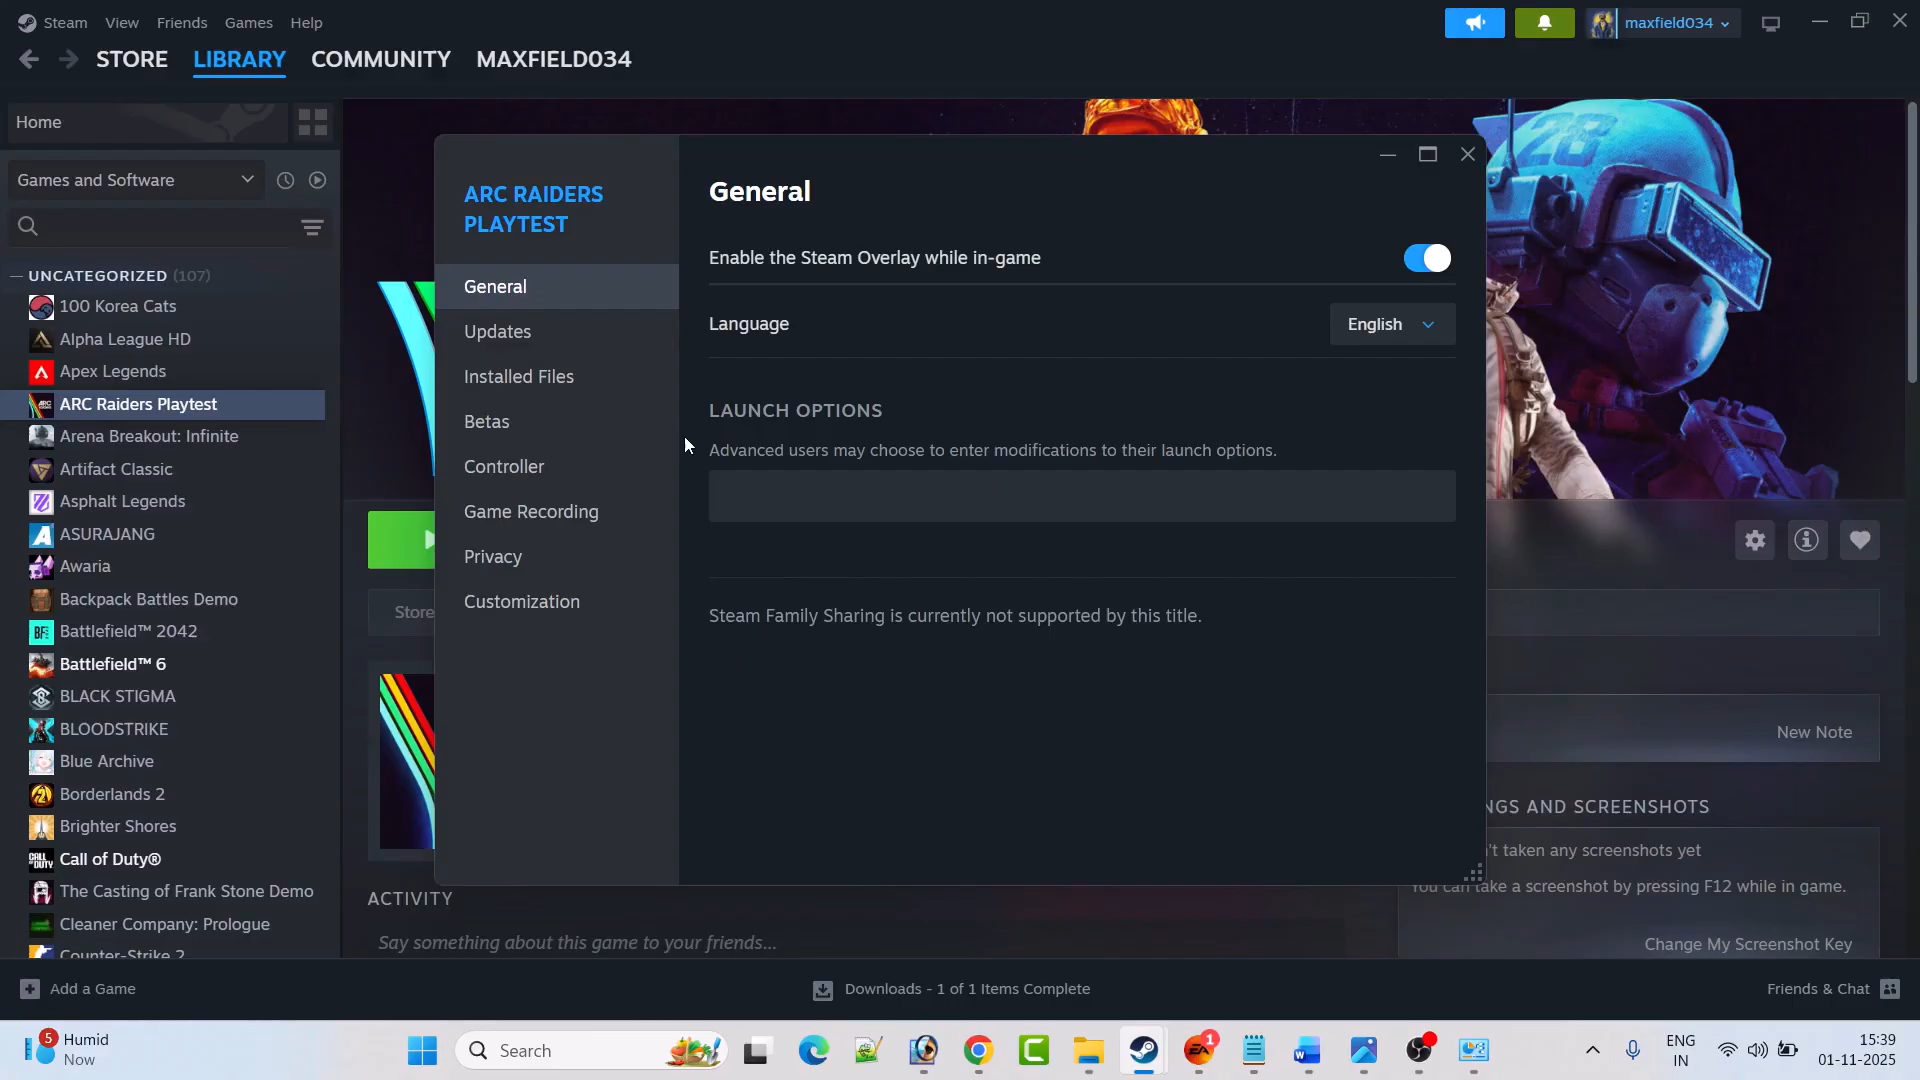 Steam View Friends Games Help
maxfield034
STORE LIBRARY COMMUNITY MAXFIELD034
Home
Games and Software
UNCATEGORIZED (107)
100 Korea Cats
Alpha League HD
Apex Legends
ARC Raiders Playtest
Arena Breakout: Infinite
Artifact Classic
Asphalt Legends
ASURAJANG
Awaria
Backpack Battles Demo
Battlefield™ 2042
Battlefield™ 6
BLACK STIGMA
BLOODSTRIKE
Blue Archive
Borderlands 2
Brighter Shores
Call of Duty®
The Casting of Frank Stone Demo
Cleaner Company: Prologue
Counter-Strike 2
ARC RAIDERS
PLAYTEST
General
Updates
Installed Files
Betas
Controller
Game Recording
Privacy
Customization
General
Enable the Steam Overlay while in-game
Language English
LAUNCH OPTIONS
Advanced users may choose to enter modifications to their launch options.
Steam Family Sharing is currently not supported by this title.
28
Store
New Note
NGS AND SCREENSHOTS
't taken any screenshots yet
You can take a screenshot by pressing F12 while in game.
Change My Screenshot Key
ACTIVITY
Say something about this game to your friends...
Add a Game
Downloads - 1 of 1 Items Complete
Friends & Chat
5
Humid
Now
Search
1
ENG
IN
15:39
01-11-2025